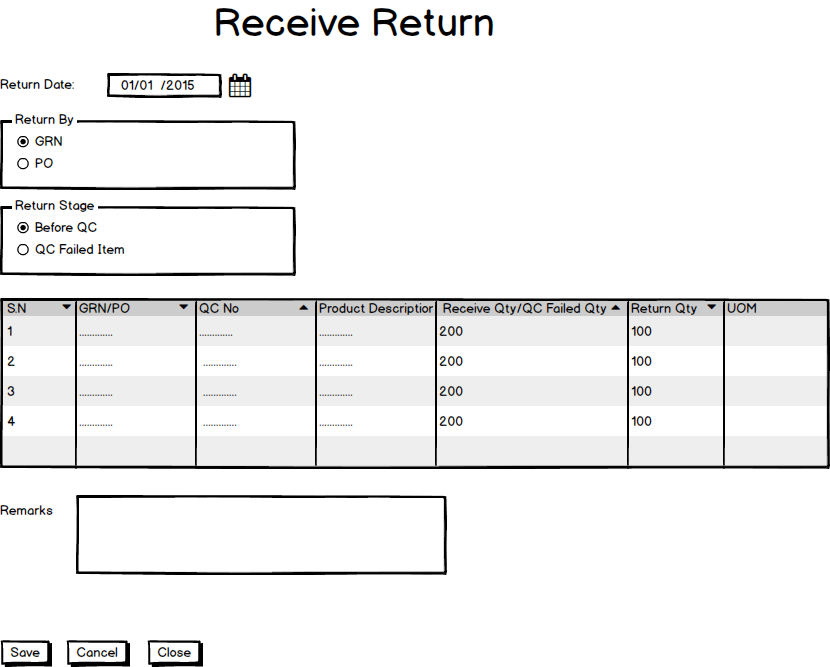 Receive Return
Return Date: 01/01 /2015
Return By
GRN
PO
Return Stage
Before QC
QC Failed Item
S.N GRN/PO QC No Product Description Receive Qty/QC Failed Qty Return Qty UOM
1 ............. ............. ............. 200 100
2 ............. ............. ............. 200 100
3 ............. ............. ............. 200 100
4 ............. ............. ............. 200 100
Remarks
Save Cancel Close